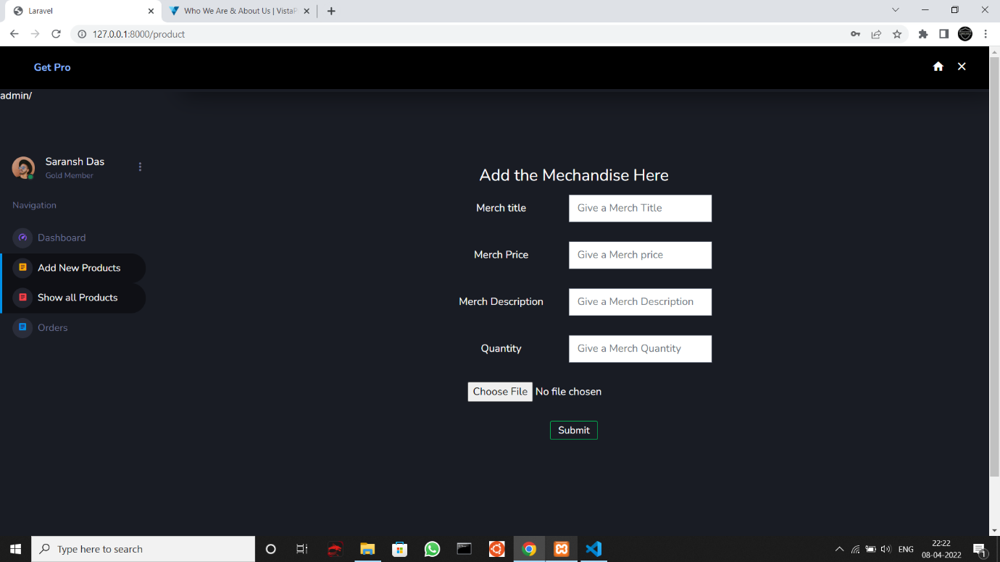 Laravel
Who We Are & About Us | VistaP
127.0.0.1:8000/product
Get Pro
admin/
Saransh Das
Gold Member
Navigation
Dashboard
Add New Products
Show all Products
Orders
Add the Mechandise Here
Merch title
Give a Merch Title
Merch Price
Give a Merch price
Merch Description
Give a Merch Description
Quantity
Give a Merch Quantity
Choose File No file chosen
Submit
Type here to search
ENG
22:22
08-04-2022
1